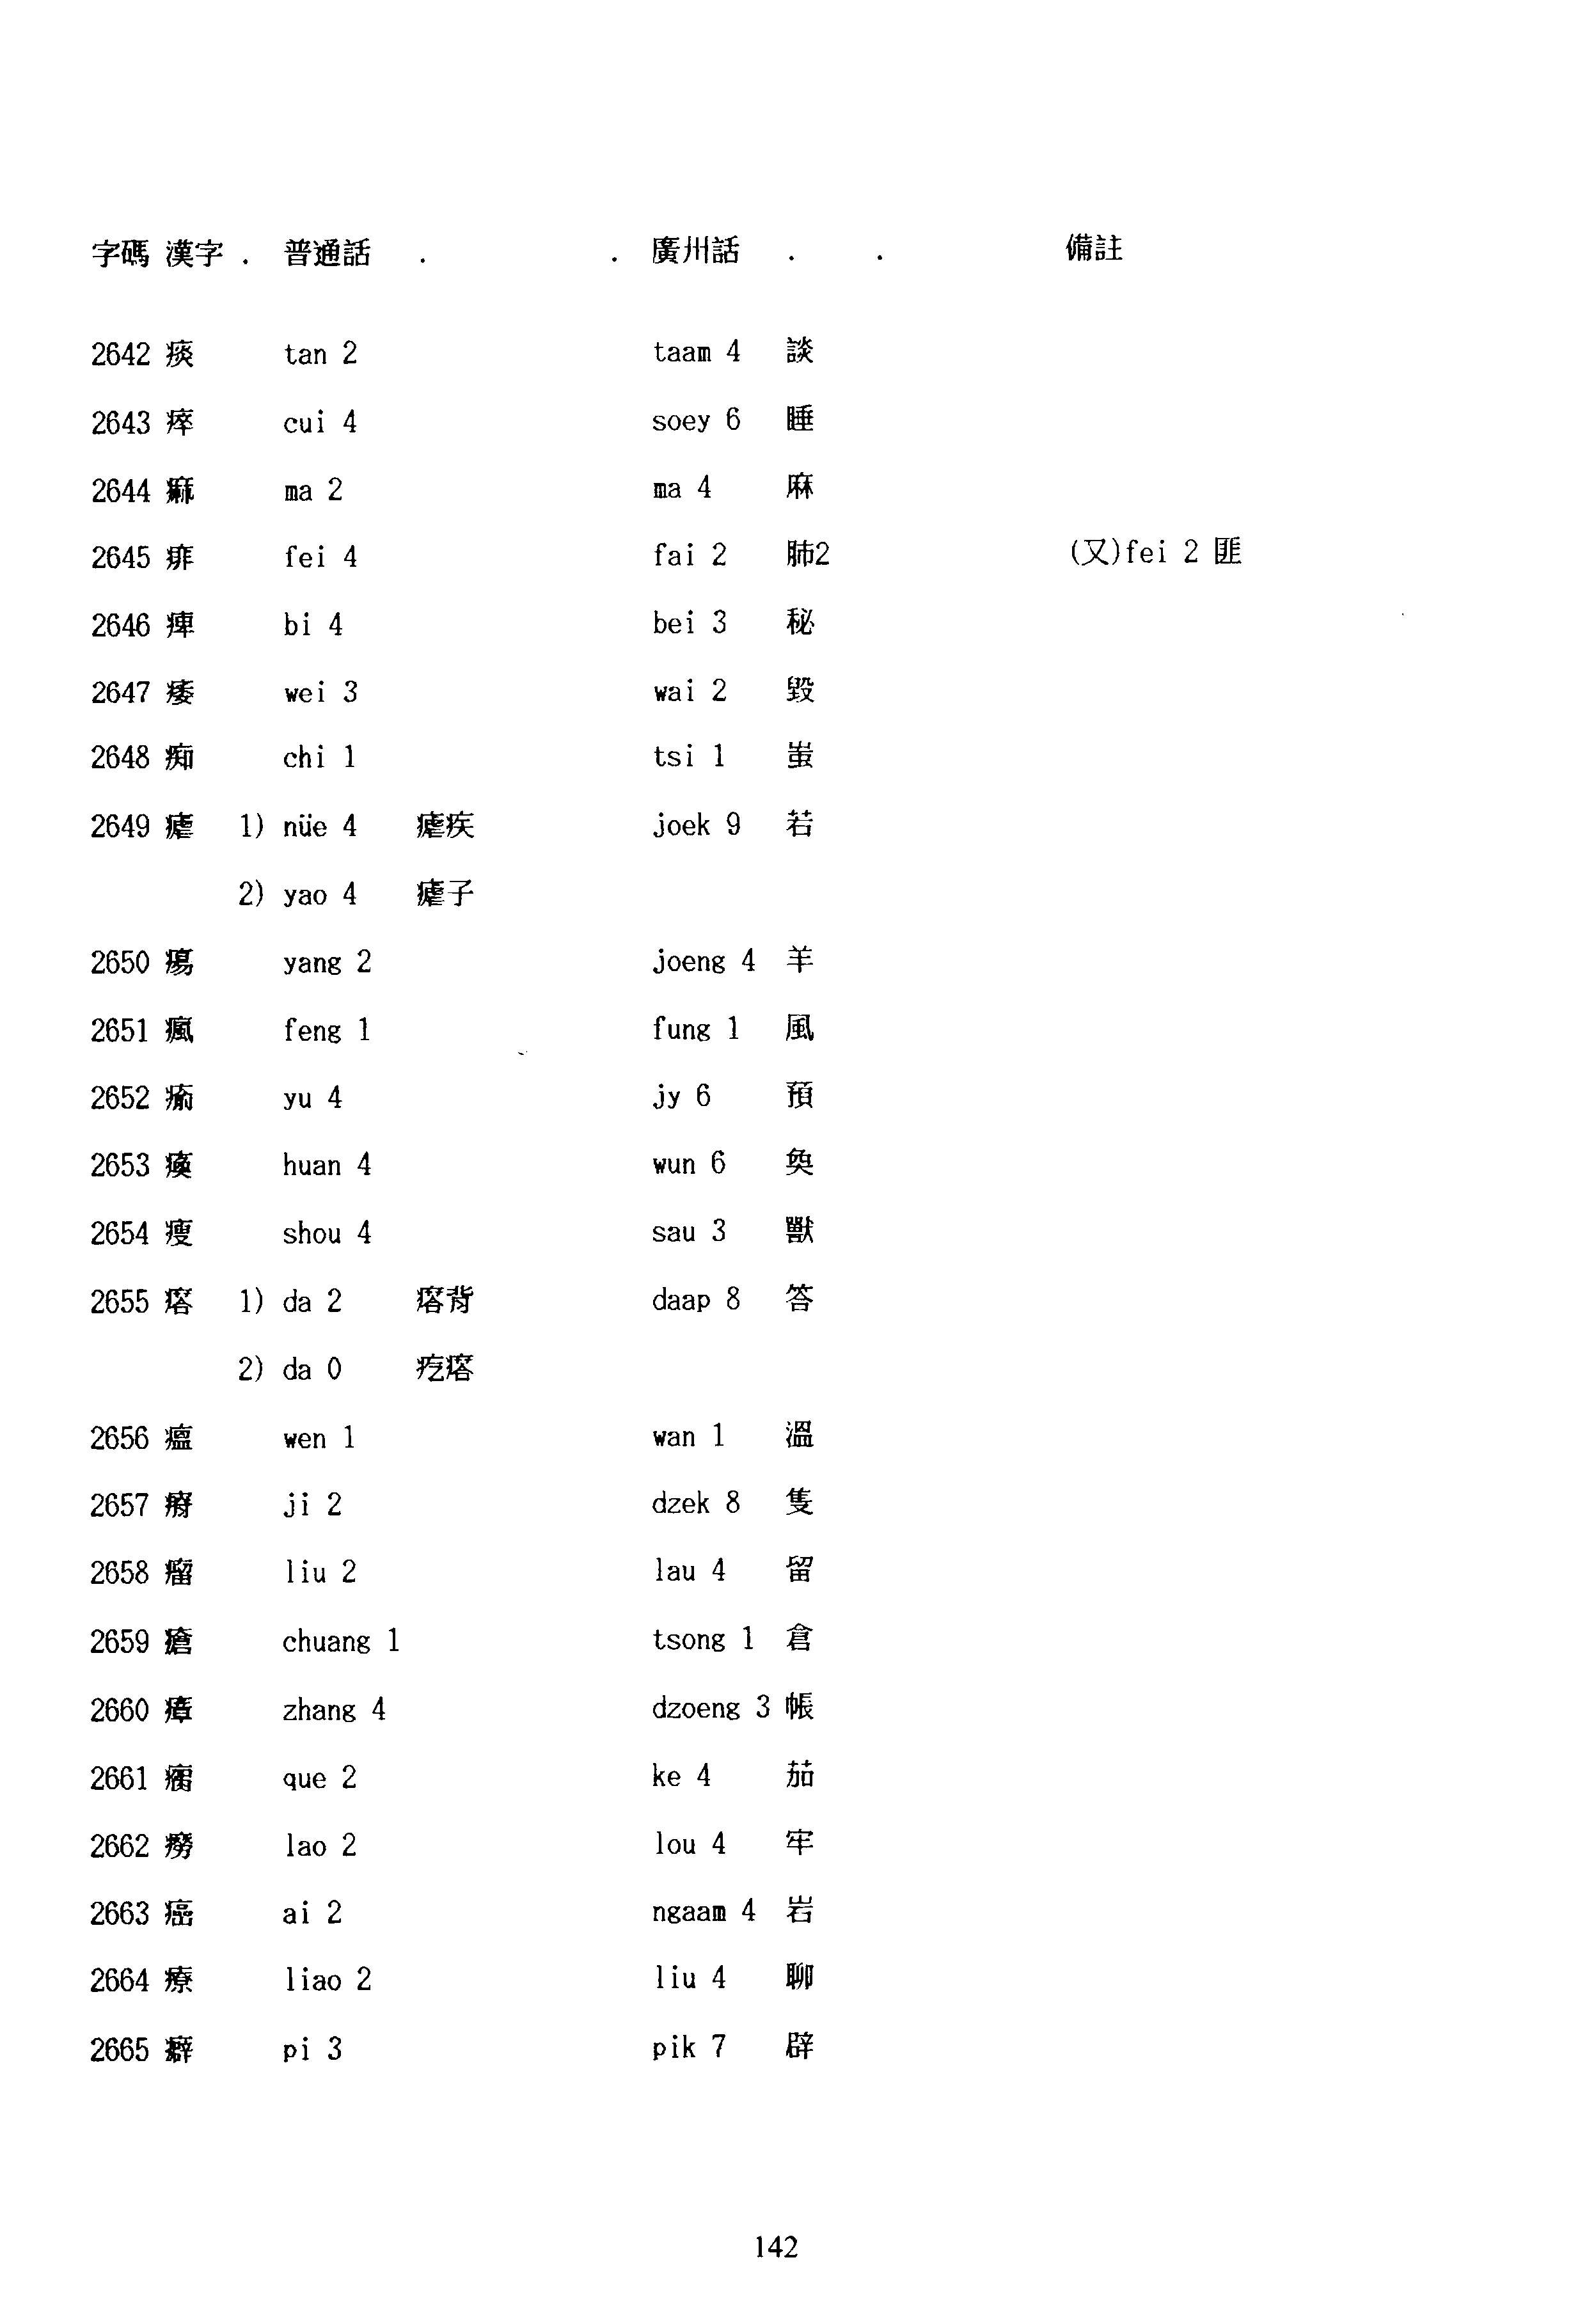 字碼 漢字 . 普通話 . . 廣州話 . . 備註
2642 痰 tan 2 taam 4 談
2643 瘁 cui 4 soey 6 睡
2644 痲 ma 2 ma 4 麻
2645 痱 fei 4 fai 2 肺2 (又)fei 2 匪
2646 痺 bi 4 bei 3 秘
2647 痿 wei 3 wai 2 毀
2648 痴 chi 1 tsi 1 蚩
2649 瘧 1) nüe 4 瘧疾 joek 9 若
2) yao 4 瘧子
2650 瘍 yang 2 joeng 4 羊
2651 瘋 feng 1 fung 1 風
2652 瘉 yu 4 jy 6 預
2653 瘓 huan 4 wun 6 奐
2654 瘦 shou 4 sau 3 獸
2655 瘩 1) da 2 瘩背 daap 8 答
2) da 0 疙瘩
2656 瘟 wen 1 wan 1 溫
2657 瘠 ji 2 dzek 8 隻
2658 瘤 liu 2 lau 4 留
2659 瘡 chuang 1 tsong 1 倉
2660 瘴 zhang 4 dzoeng 3 帳
2661 瘸 que 2 ke 4 茄
2662 癆 lao 2 lou 4 牢
2663 癌 ai 2 ngaam 4 岩
2664 療 liao 2 liu 4 聊
2665 癖 pi 3 pik 7 辟
142